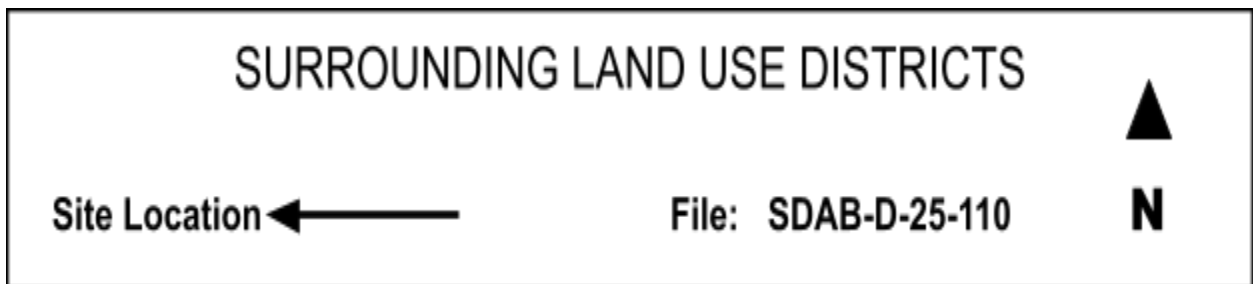 SURROUNDING LAND USE DISTRICTS
Site Location
File: SDAB-D-25-110
N